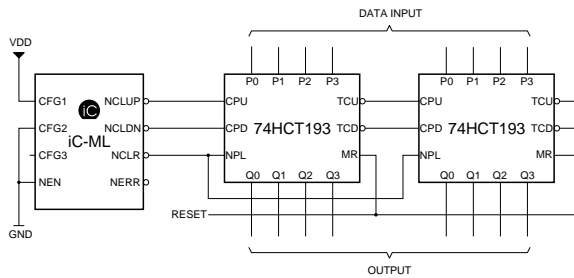 DATA INPUT
VDD
P0 P1 P2 P3 P0 P1 P2 P3
CFG1 iC NCLUP CPU TCU CPU TCU
CFG2 NCLDN CPD 74HCT193 TCD CPD 74HCT193 TCD
iC-ML
CFG3 NCLR NPL MR NPL MR
NEN NERR Q0 Q1 Q2 Q3 Q0 Q1 Q2 Q3
RESET
GND
OUTPUT